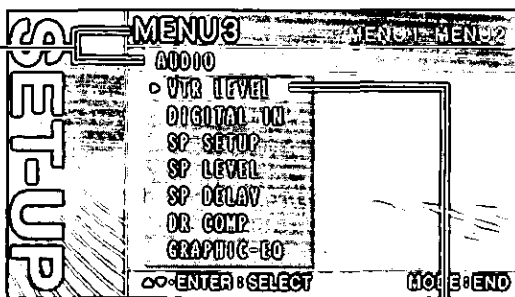 SET-UP
MENU3 MENU1 MENU2
AUDIO
VTR LEVEL
DIGITAL IN
SP SETUP
SP LEVEL
SP DELAY
DR COMP
GRAPHIC-EQ
△▽·ENTER:SELECT MODE:END